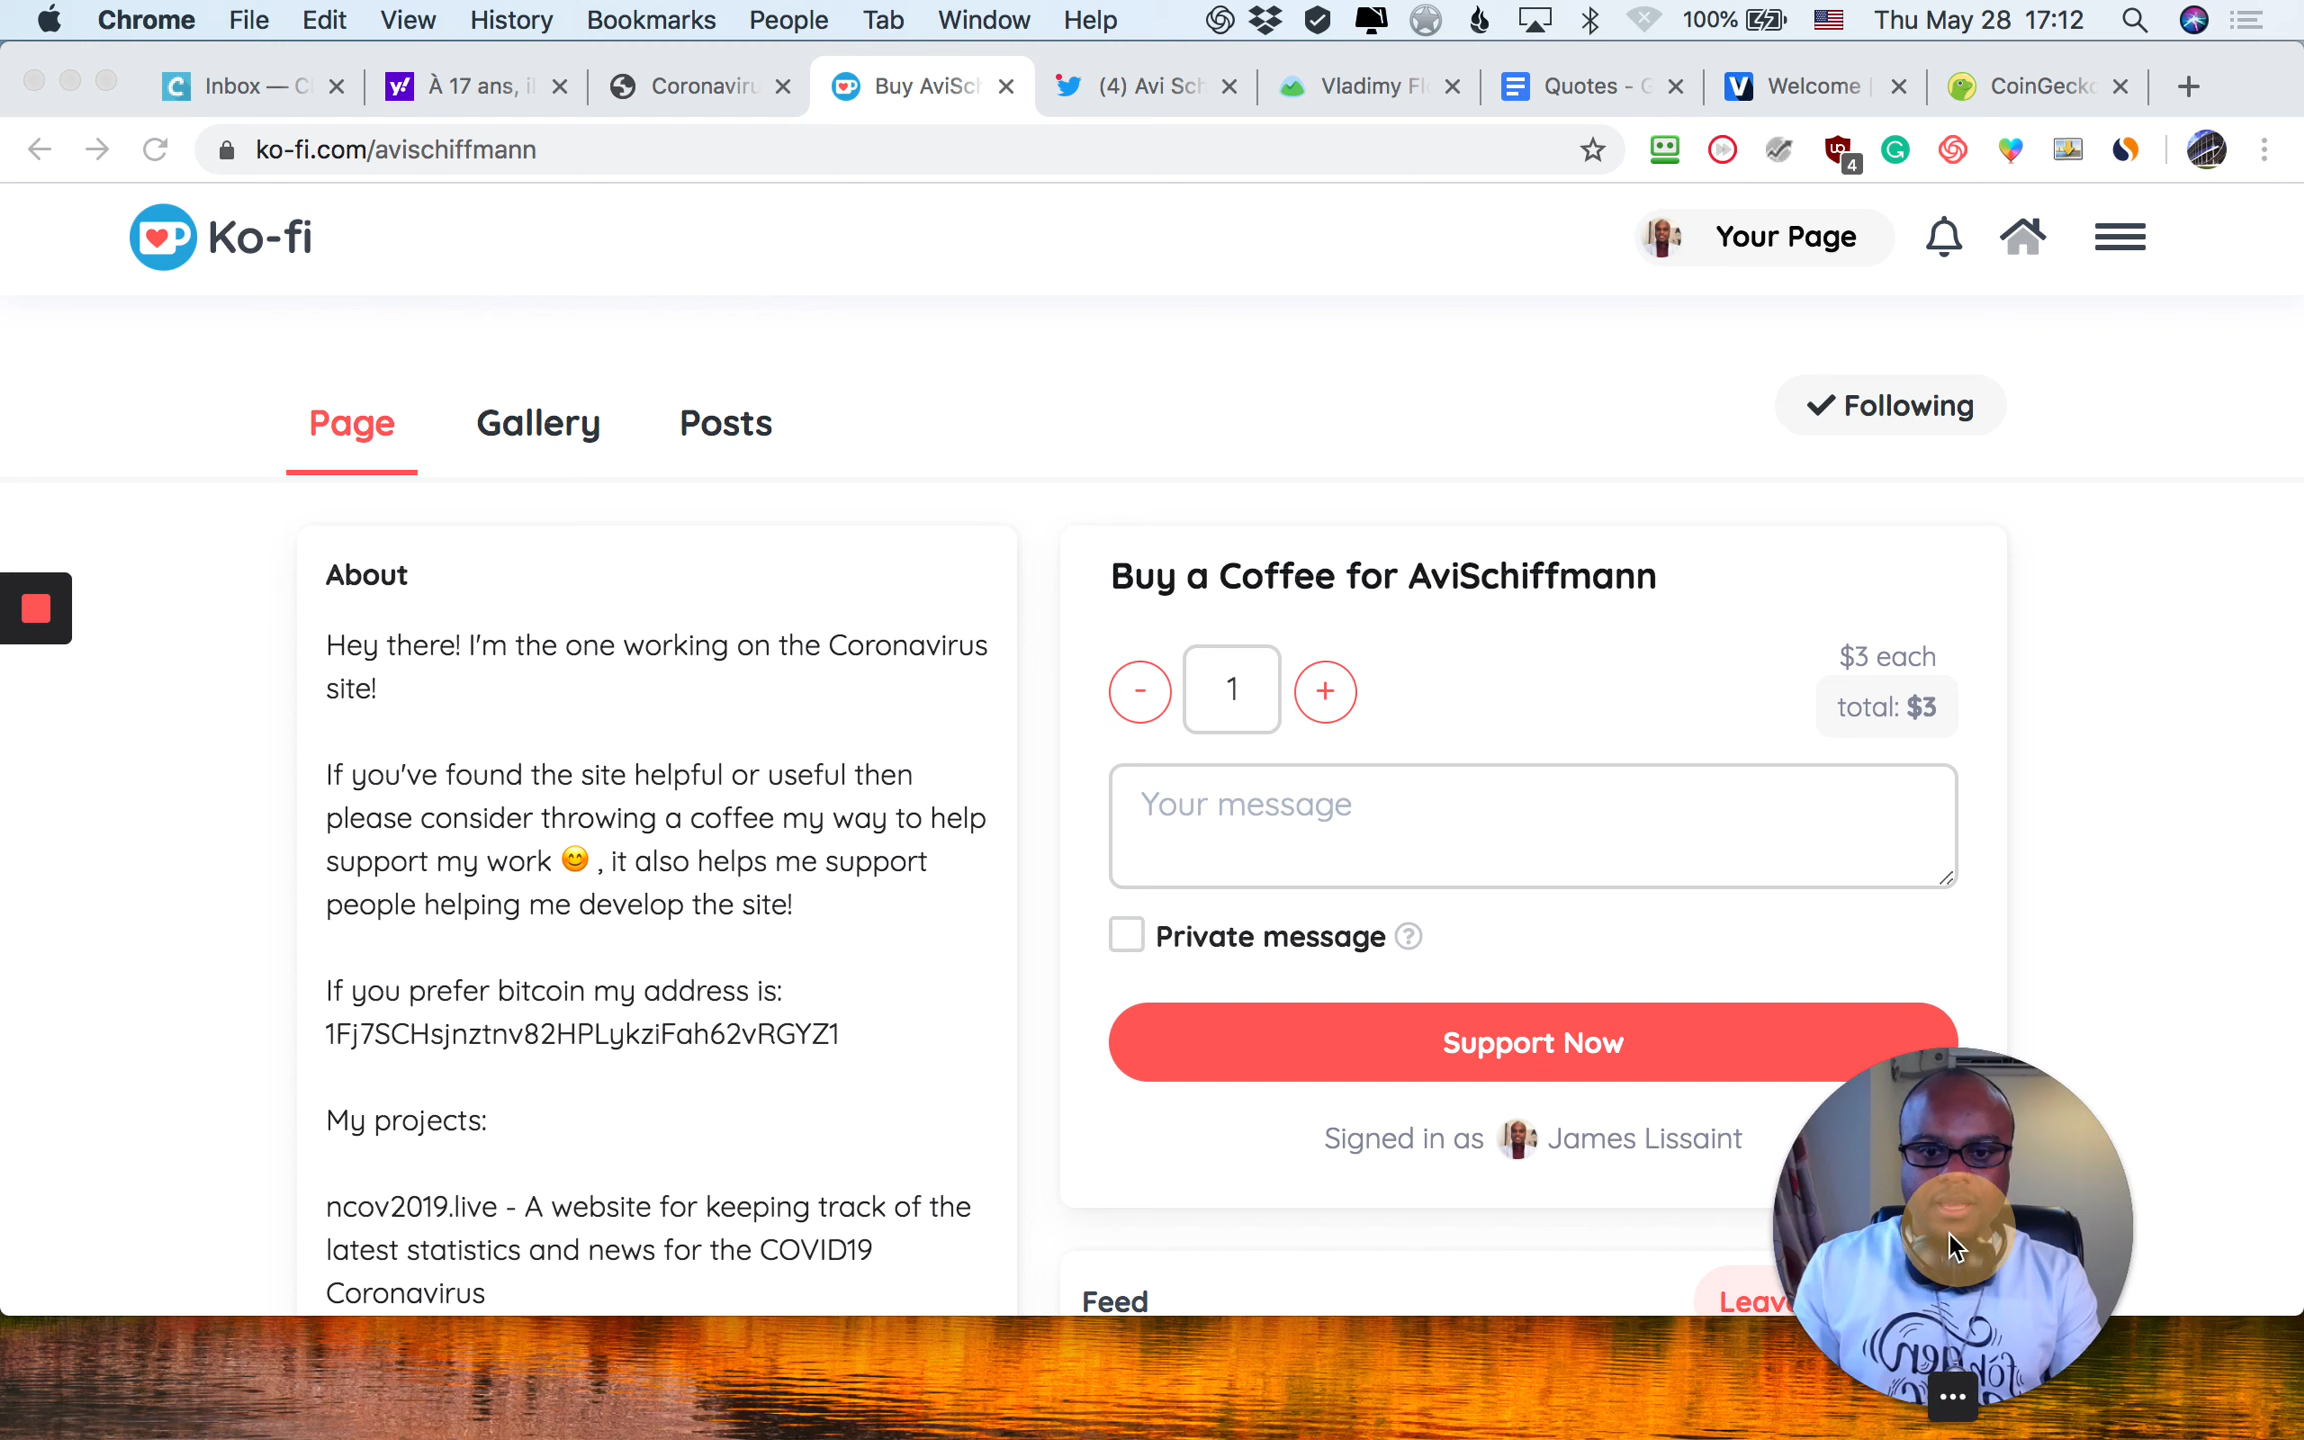 Chrome File Edit View History Bookmarks People Tab Window Help 100% Thu May 28 17:12
Inbox — C À 17 ans, il Coronaviru Buy AviSch (4) Avi Sch Vladimy Fl Quotes - G Welcome CoinGecko
ko-fi.com/avischiffmann
4
Ko-fi
Your Page
Page Gallery Posts
Following
About
Hey there! I'm the one working on the Coronavirus
site!
If you've found the site helpful or useful then
please consider throwing a coffee my way to help
support my work 😊 , it also helps me support
people helping me develop the site!
If you prefer bitcoin my address is:
1Fj7SCHsjnztnv82HPLykziFah62vRGYZ1
My projects:
ncov2019.live - A website for keeping track of the
latest statistics and news for the COVID19
Coronavirus
Buy a Coffee for AviSchiffmann
- 1 +
$3 each
total: $3
Your message
Private message ?
Support Now
Signed in as James Lissaint
Feed
Leav